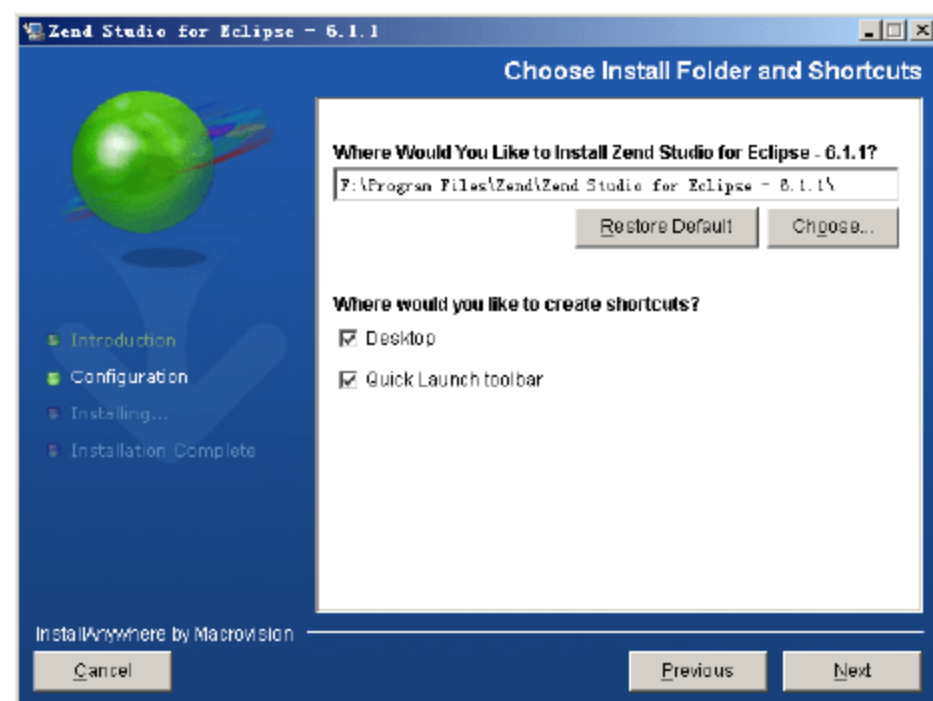 Zend Studio for Eclipse - 6.1.1
Choose Install Folder and Shortcuts
Where Would You Like to Install Zend Studio for Eclipse - 6.1.1?
F:\Program Files\Zend\Zend Studio for Eclipse - 6.1.1\
Restore Default
Choose...
Where would you like to create shortcuts?
Desktop
Quick Launch toolbar
Introduction
Configuration
Installing...
Installation Complete
InstallAnywhere by Macrovision
Cancel
Previous
Next